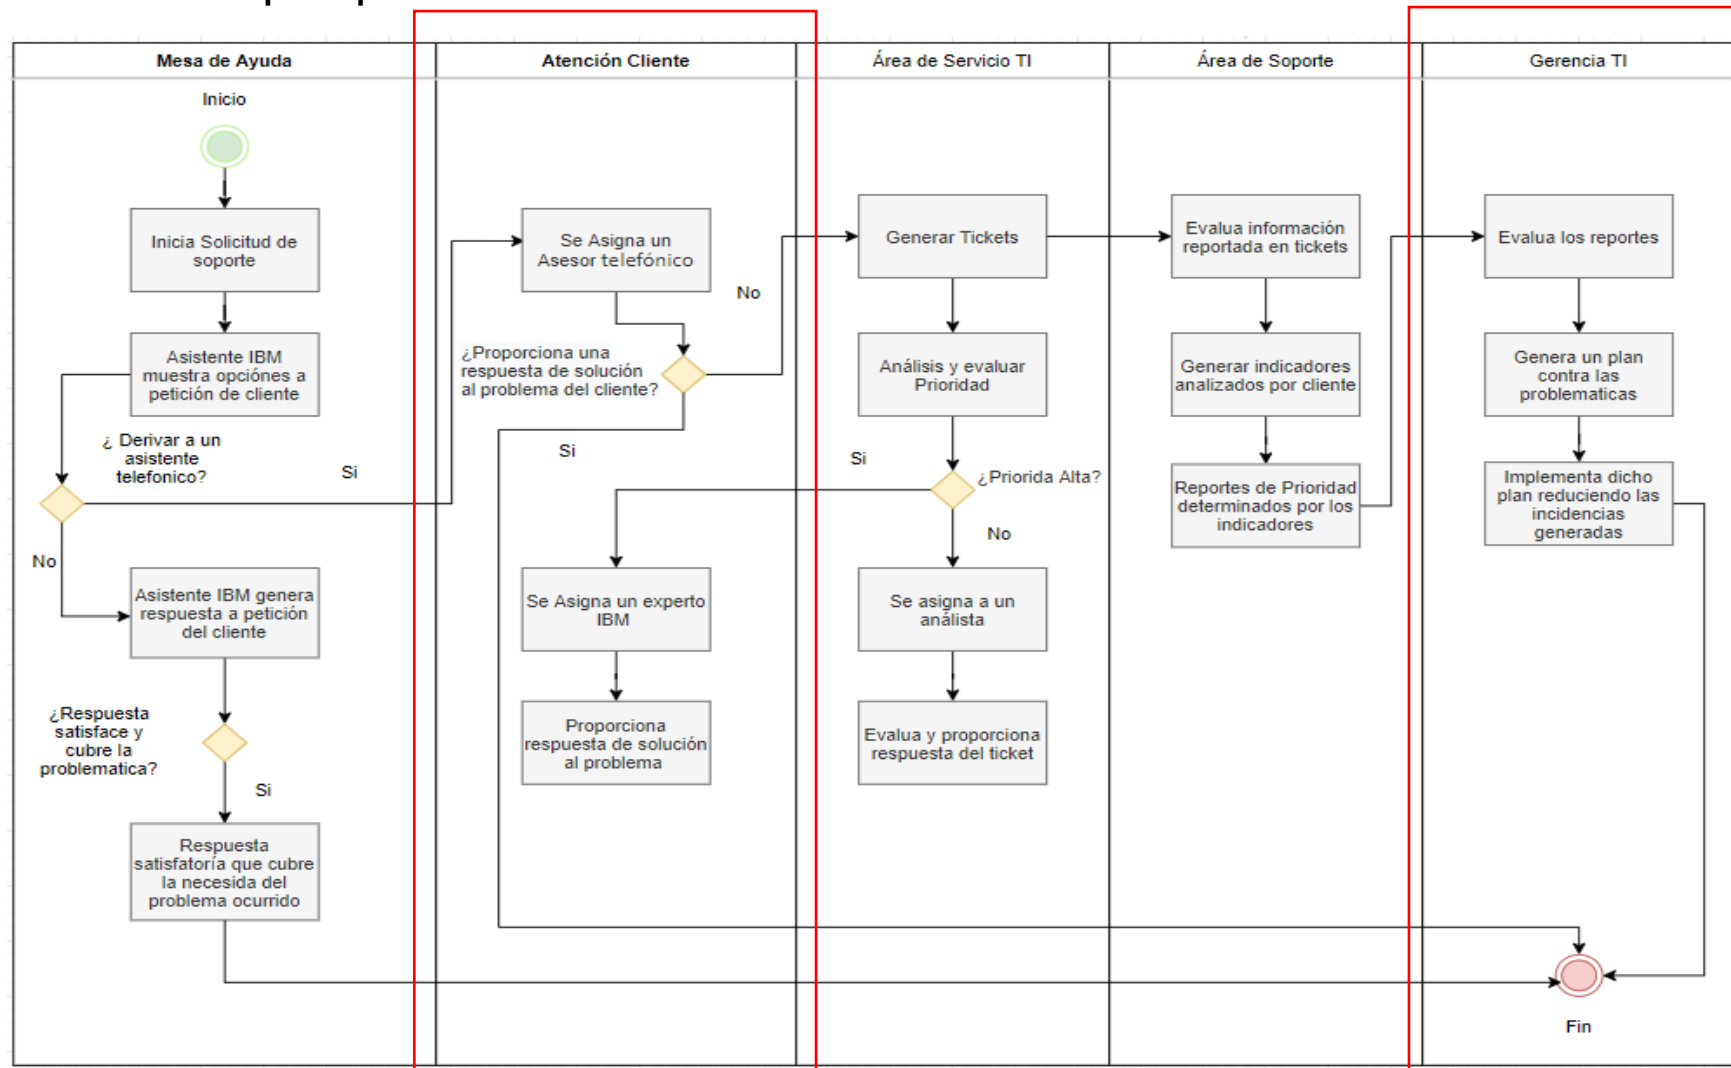 Mesa de Ayuda
Atención Cliente
Área de Servicio TI
Área de Soporte
Gerencia TI
Inicio
Inicia Solicitud de
soporte
Asistente IBM
muestra opciónes a
petición de cliente
¿ Derivar a un
asistente
telefonico?
Si
No
Asistente IBM genera
respuesta a petición
del cliente
¿Respuesta
satisface y
cubre la
problematica?
Si
Respuesta
satisfatoría que cubre
la necesida del
problema ocurrido
Se Asigna un
Asesor telefónico
No
¿Proporciona una
respuesta de solución
al problema del cliente?
Si
Se Asigna un experto
IBM
Proporciona
respuesta de solución
al problema
Generar Tickets
Análisis y evaluar
Prioridad
Si
¿Priorida Alta?
No
Se asigna a un
análista
Evalua y proporciona
respuesta del ticket
Evalua información
reportada en tickets
Generar indicadores
analizados por cliente
Reportes de Prioridad
determinados por los
indicadores
Evalua los reportes
Genera un plan
contra las
problematicas
Implementa dicho
plan reduciendo las
incidencias
generadas
Fin